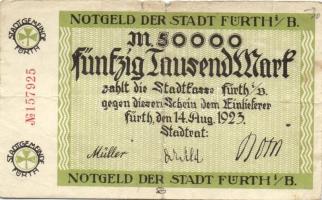 NOTGELD DER STADT FÜRTH i/B.
STADTGEMEINDE FÜRTH
M. 50000
fünfzig Tausend Mark
zahlt die Stadtkasse Fürth i/B.
gegen diesen Schein dem Einlieferer
Fürth, den 14. Aug. 1923.
Stadtrat:
Müller
№157925
STADTGEMEINDE FÜRTH
NOTGELD DER STADT FÜRTH i/B.